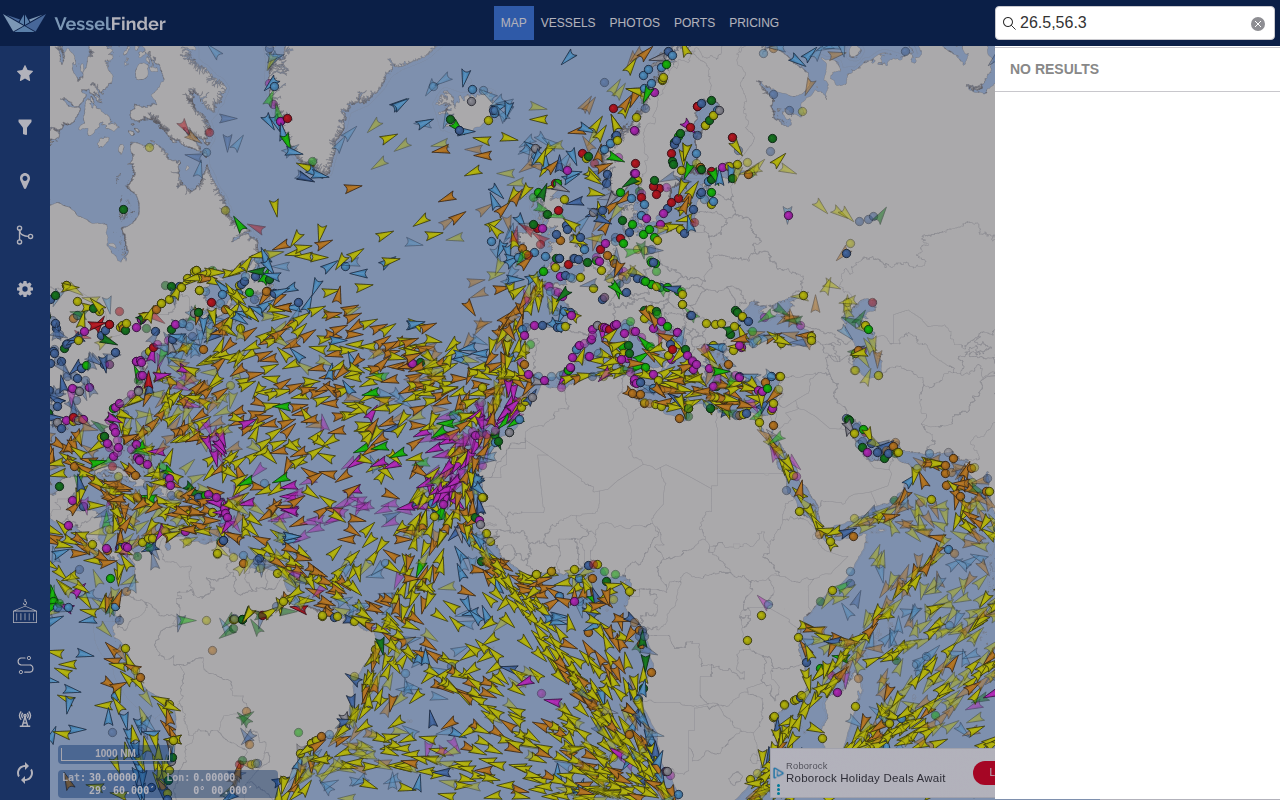 VesselFinder
MAP VESSELS PHOTOS PORTS PRICING
26.5,56.3
NO RESULTS
1000 NM
Lat: 30.00000 Lon: 0.00000
29° 60.000' 0° 00.000'
Roborock
Roborock Holiday Deals Await
L